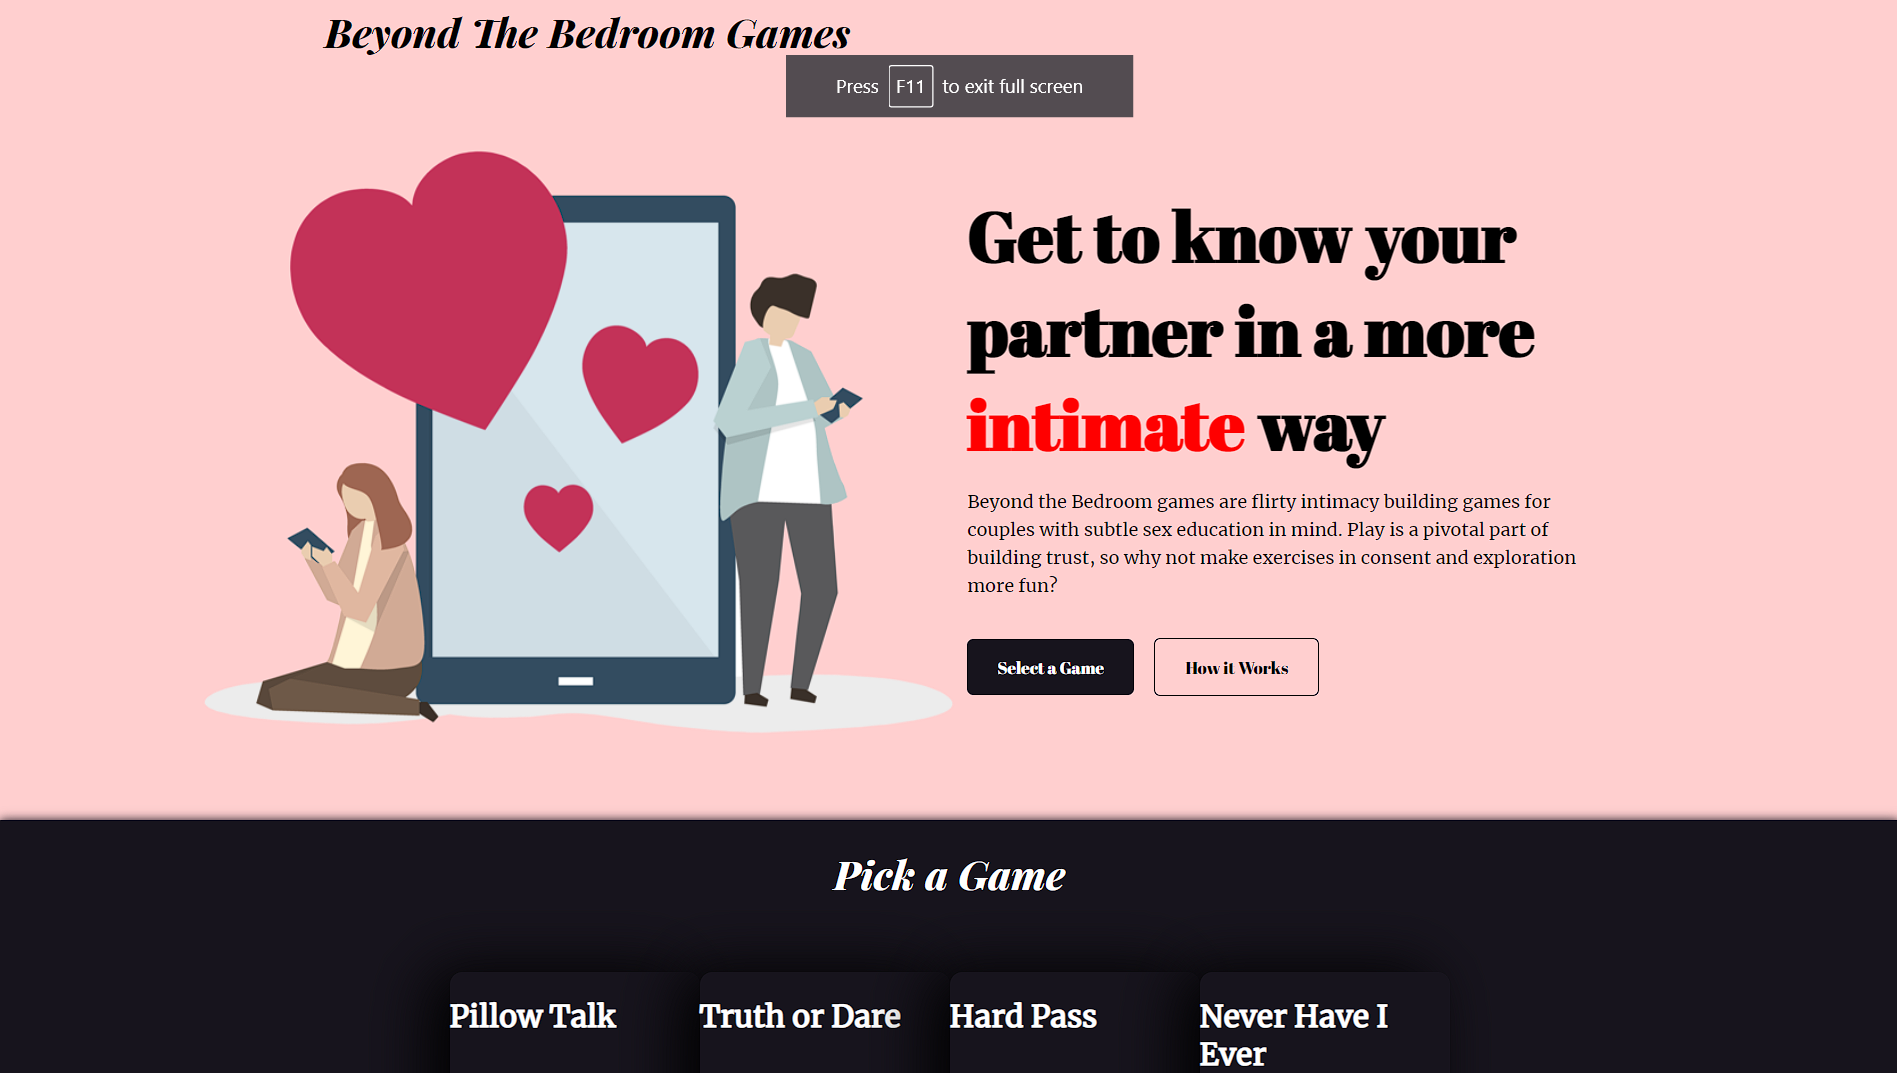 Beyond The Bedroom Games
Press F11 to exit full screen
Get to know your
partner in a more
intimate way
Beyond the Bedroom games are flirty intimacy building games for
couples with subtle sex education in mind. Play is a pivotal part of
building trust, so why not make exercises in consent and exploration
more fun?
Select a Game
How it Works
Pick a Game
Pillow Talk
Truth or Dare
Hard Pass
Never Have I
Ever